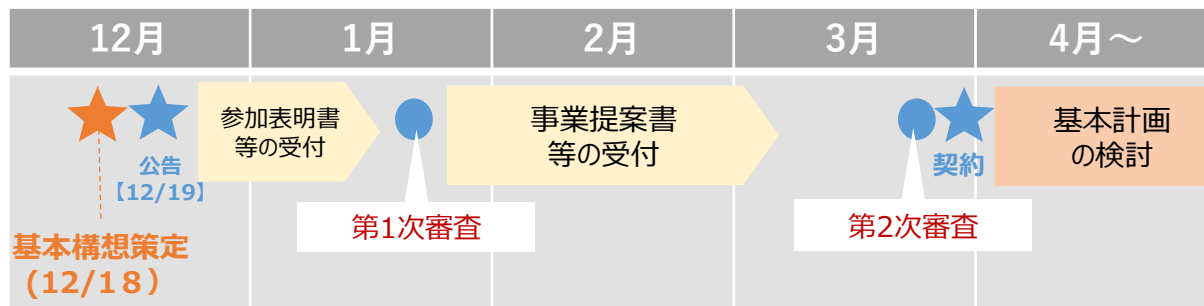 12月
1月
2月
3月
4月～
参加表明書
等の受付
事業提案書
等の受付
基本計画
の検討
公告
【12/19】
契約
第1次審査
第2次審査
基本構想策定
(12/１８）